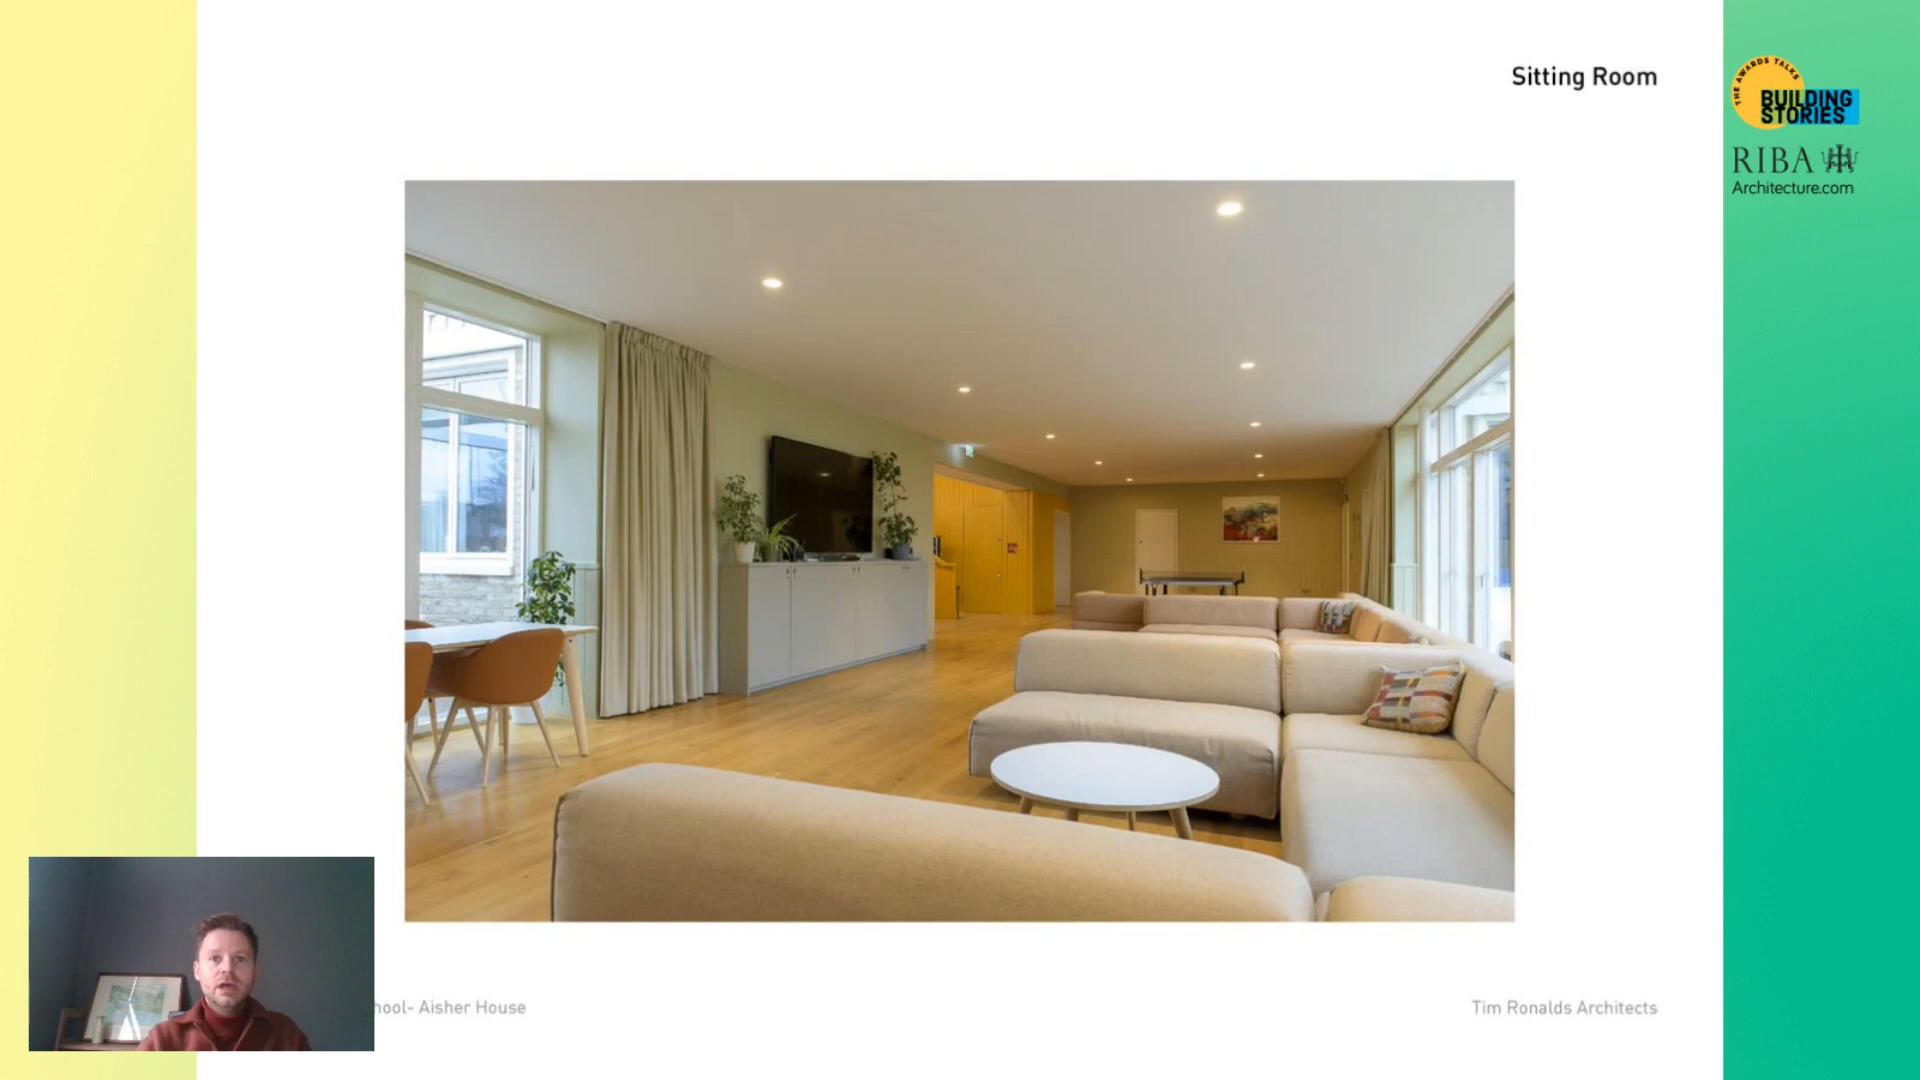 Sitting Room
THE AWARDS TALKS
BUILDING
STORIES
RIBA
Architecture.com
hool- Aisher House
Tim Ronalds Architects